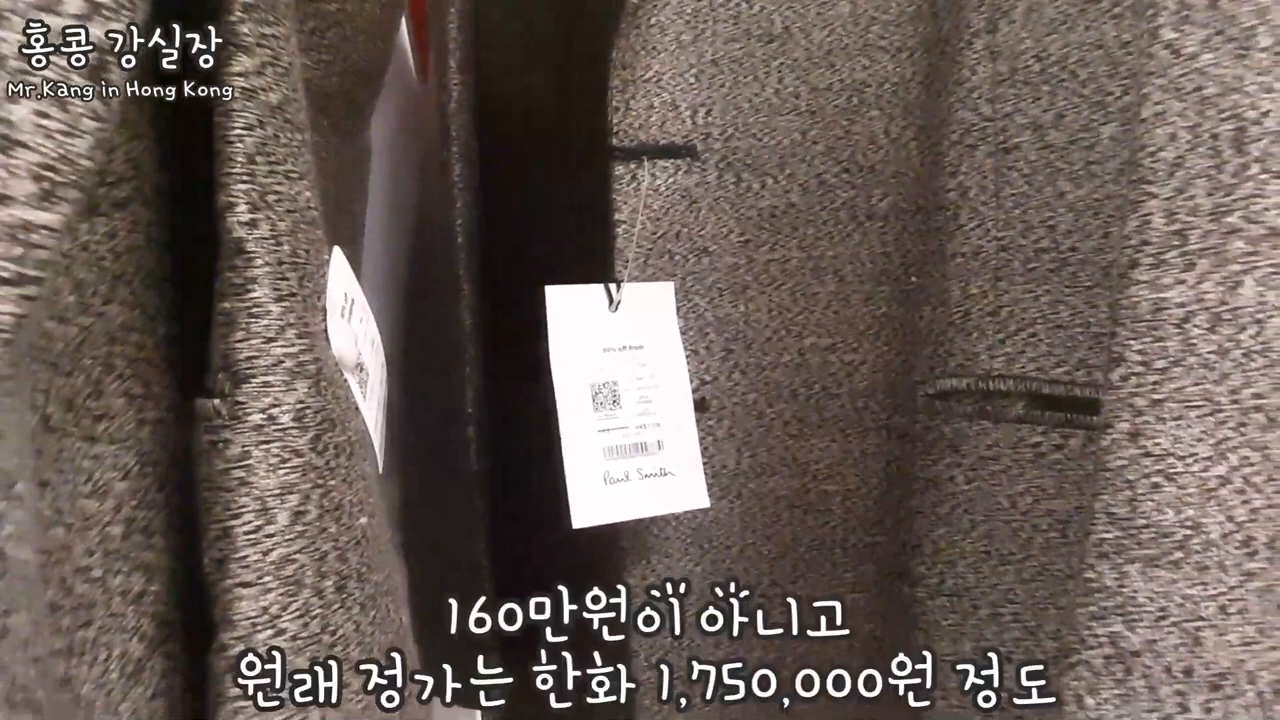 홍콩 강실장
Mr.Kang in Hong Kong
Paul Smith
160만원이 아니고
원래 정가는 한화 1,750,000원 정도